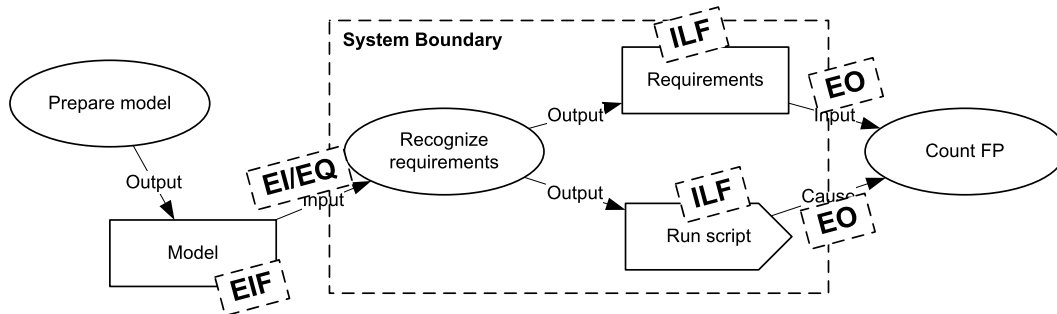 System Boundary
ILF
Requirements
EO
Prepare model
Output
Input
Recognize
requirements
Count FP
EI/EQ
Output
Input
Output
ILF
Cause
Model
Run script
EO
EIF